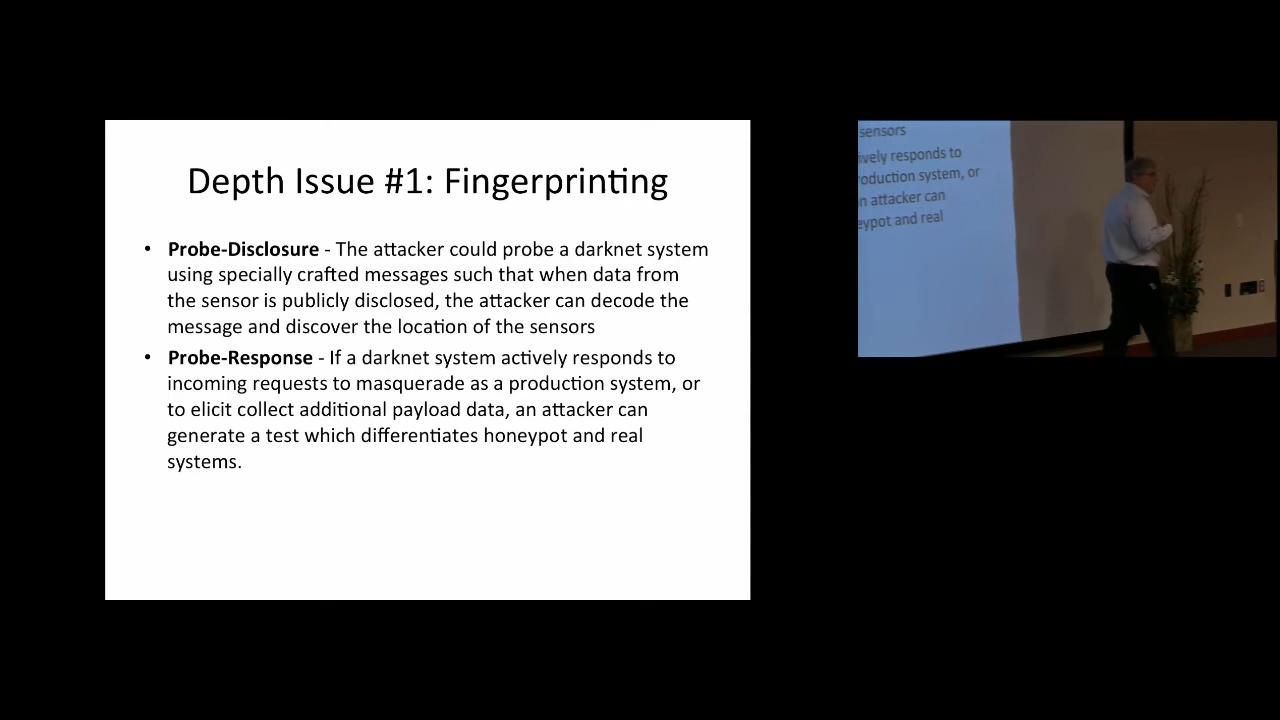 Depth Issue #1: Fingerprinting
• Probe-Disclosure - The attacker could probe a darknet system
using specially crafted messages such that when data from
the sensor is publicly disclosed, the attacker can decode the
message and discover the location of the sensors
• Probe-Response - If a darknet system actively responds to
incoming requests to masquerade as a production system, or
to elicit collect additional payload data, an attacker can
generate a test which differentiates honeypot and real
systems.
sensors
ively responds to
roduction system, or
n attacker can
eypot and real